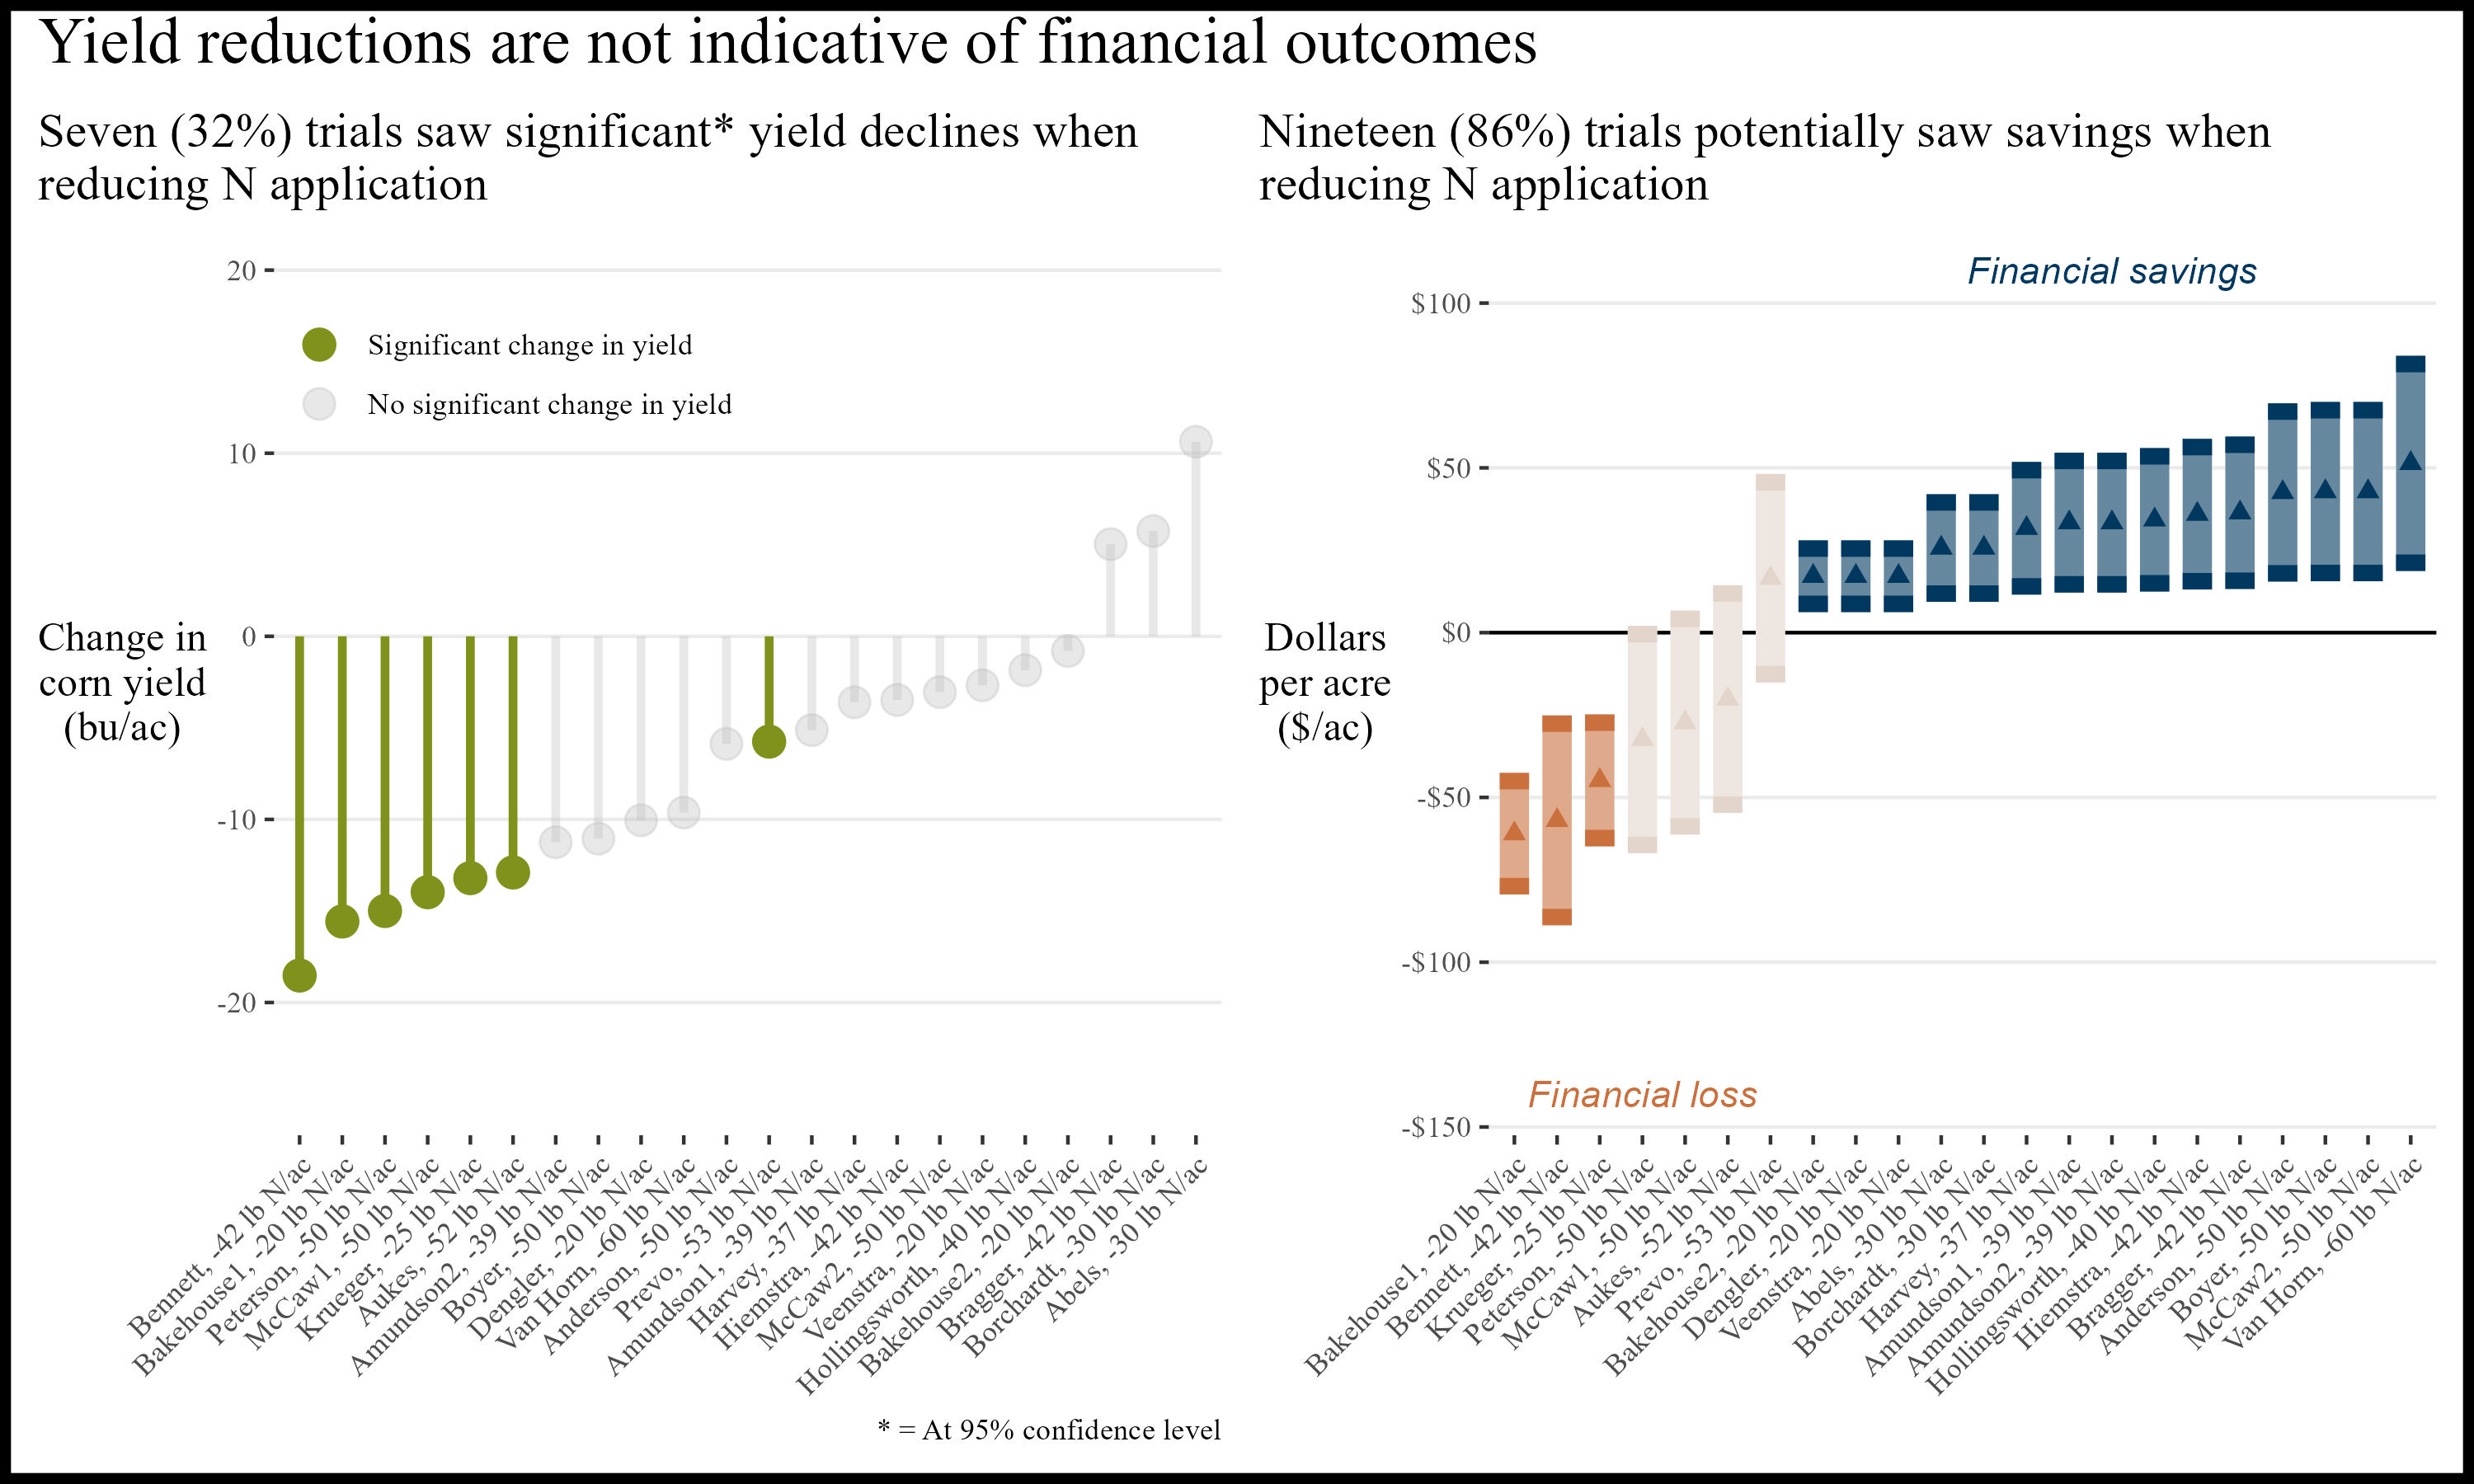 Yield reductions are not indicative of financial outcomes
Seven (32%) trials saw significant* yield declines when
reducing N application
20
10
0
-10
-20
Significant change in yield
No significant change in yield
Change in
corn yield
(bu/ac)
Bennett, -42 lb N/ac
Bakehouse1, -20 lb N/ac
Peterson, -50 lb N/ac
McCaw1, -50 lb N/ac
Krueger, -25 lb N/ac
Aukes, -52 lb N/ac
Amundson2, -39 lb N/ac
Boyer, -50 lb N/ac
Dengler, -20 lb N/ac
Van Horn, -60 lb N/ac
Anderson, -50 lb N/ac
Prevo, -53 lb N/ac
Amundson1, -39 lb N/ac
Harvey, -37 lb N/ac
Hiemstra, -42 lb N/ac
McCaw2, -50 lb N/ac
Veenstra, -20 lb N/ac
Hollingsworth, -40 lb N/ac
Bakehouse2, -20 lb N/ac
Bragger, -42 lb N/ac
Borchardt, -30 lb N/ac
Abels, -30 lb N/ac
* = At 95% confidence level
Nineteen (86%) trials potentially saw savings when
reducing N application
Financial savings
$100
$50
$0
-$50
-$100
-$150
Dollars
per acre
($/ac)
Financial loss
Bakehouse1, -20 lb N/ac
Bennett, -42 lb N/ac
Krueger, -25 lb N/ac
Peterson, -50 lb N/ac
McCaw1, -50 lb N/ac
Aukes, -52 lb N/ac
Prevo, -53 lb N/ac
Bakehouse2, -20 lb N/ac
Dengler, -20 lb N/ac
Veenstra, -20 lb N/ac
Abels, -30 lb N/ac
Borchardt, -30 lb N/ac
Harvey, -37 lb N/ac
Amundson1, -39 lb N/ac
Amundson2, -39 lb N/ac
Hollingsworth, -40 lb N/ac
Hiemstra, -42 lb N/ac
Bragger, -42 lb N/ac
Anderson, -50 lb N/ac
Boyer, -50 lb N/ac
McCaw2, -50 lb N/ac
Van Horn, -60 lb N/ac